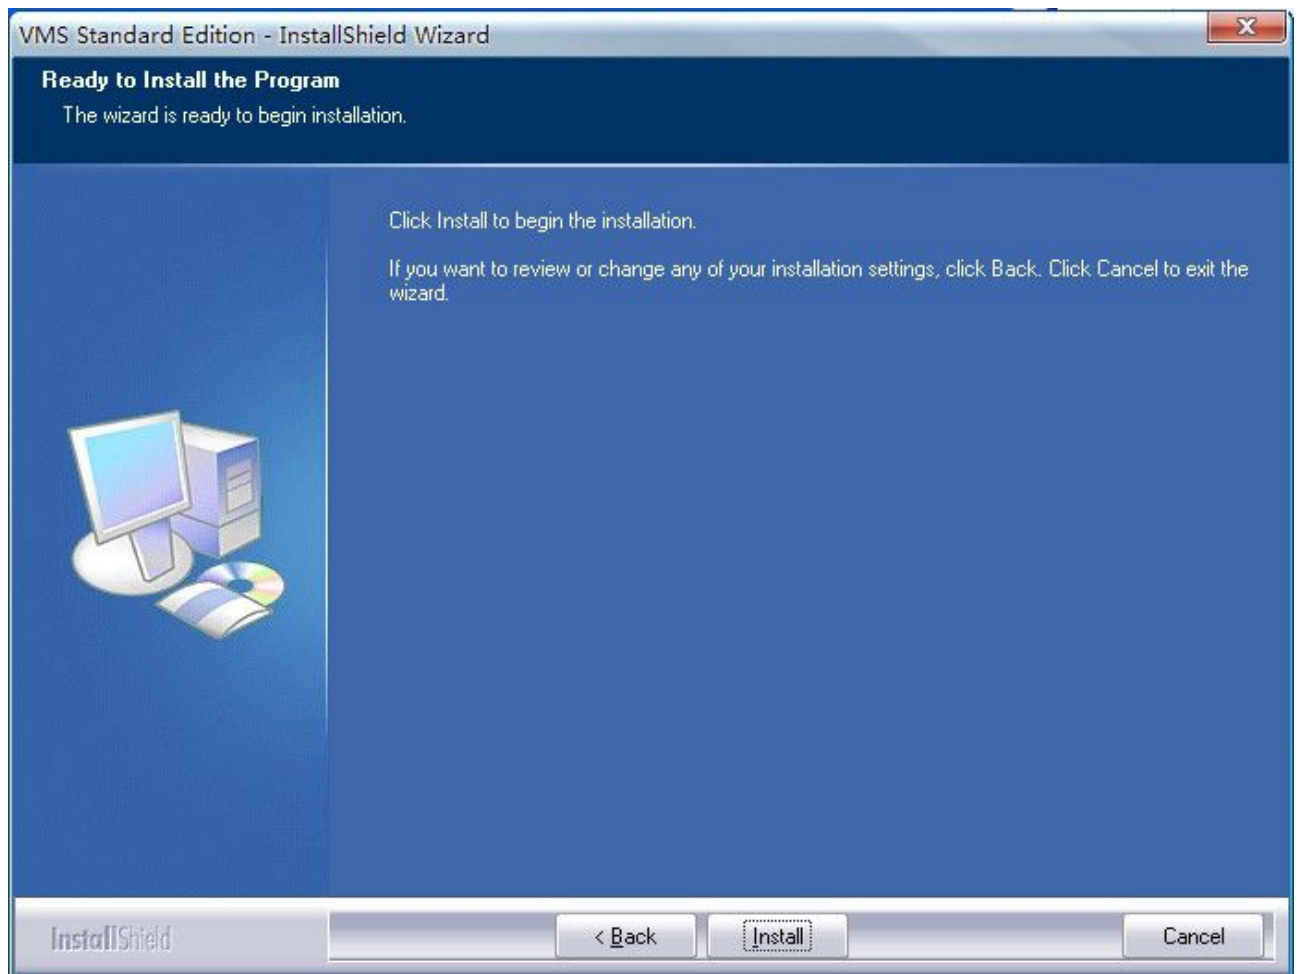 VMS Standard Edition - InstallShield Wizard
X
Ready to Install the Program
The wizard is ready to begin installation.
Click Install to begin the installation.
If you want to review or change any of your installation settings, click Back. Click Cancel to exit the
wizard.
InstallShield
< Back
Install
Cancel